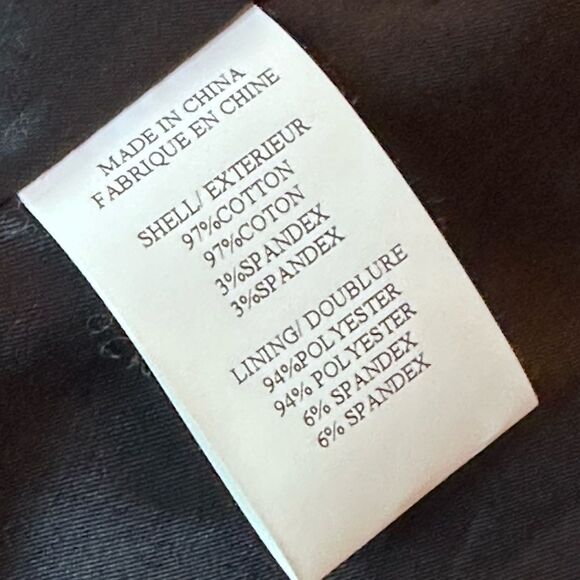 MADE IN CHINA
FABRIQUE EN CHINE
SHELL/ EXTERIEUR
97%COTTON
97%COTON
3%SPANDEX
3%SPANDEX
LINING/ DOUBLURE
94%POLYESTER
94% POLYESTER
6% SPANDEX
6% SPANDEX